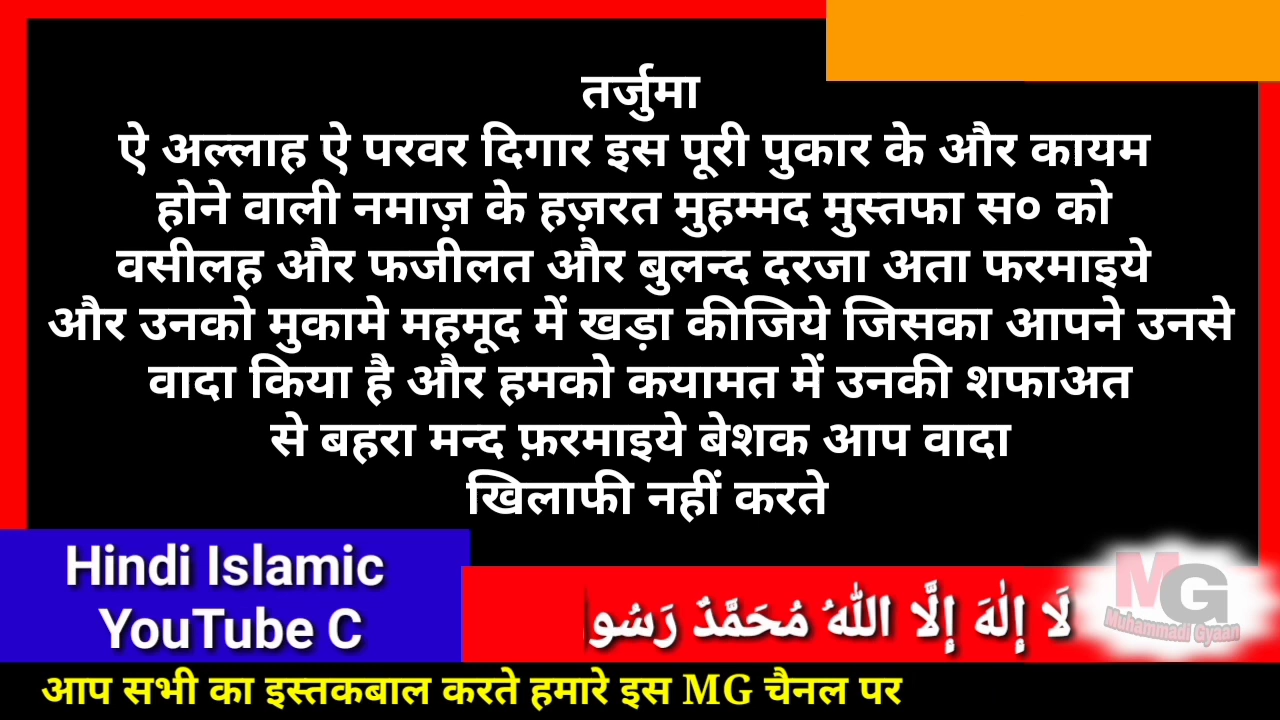 तर्जुमा
ऐ अल्लाह ऐ परवर दिगार इस पूरी पुकार के और कायम
होने वाली नमाज़ के हज़रत मुहम्मद मुस्तफा स० को
वसीलह और फजीलत और बुलन्द दरजा अता फरमाइये
और उनको मुकामे महमूद में खड़ा कीजिये जिसका आपने उनसे
वादा किया है और हमको कयामत में उनकी शफाअत
से बहरा मन्द फ़रमाइये बेशक आप वादा
खिलाफी नहीं करते
Hindi Islamic
YouTube C
لَا إِلٰهَ إِلَّا اللّٰهُ مُحَمَّدٌ رَسُو
MG
Muhammadi Gyaan
आप सभी का इस्तकबाल करते हमारे इस MG चैनल पर